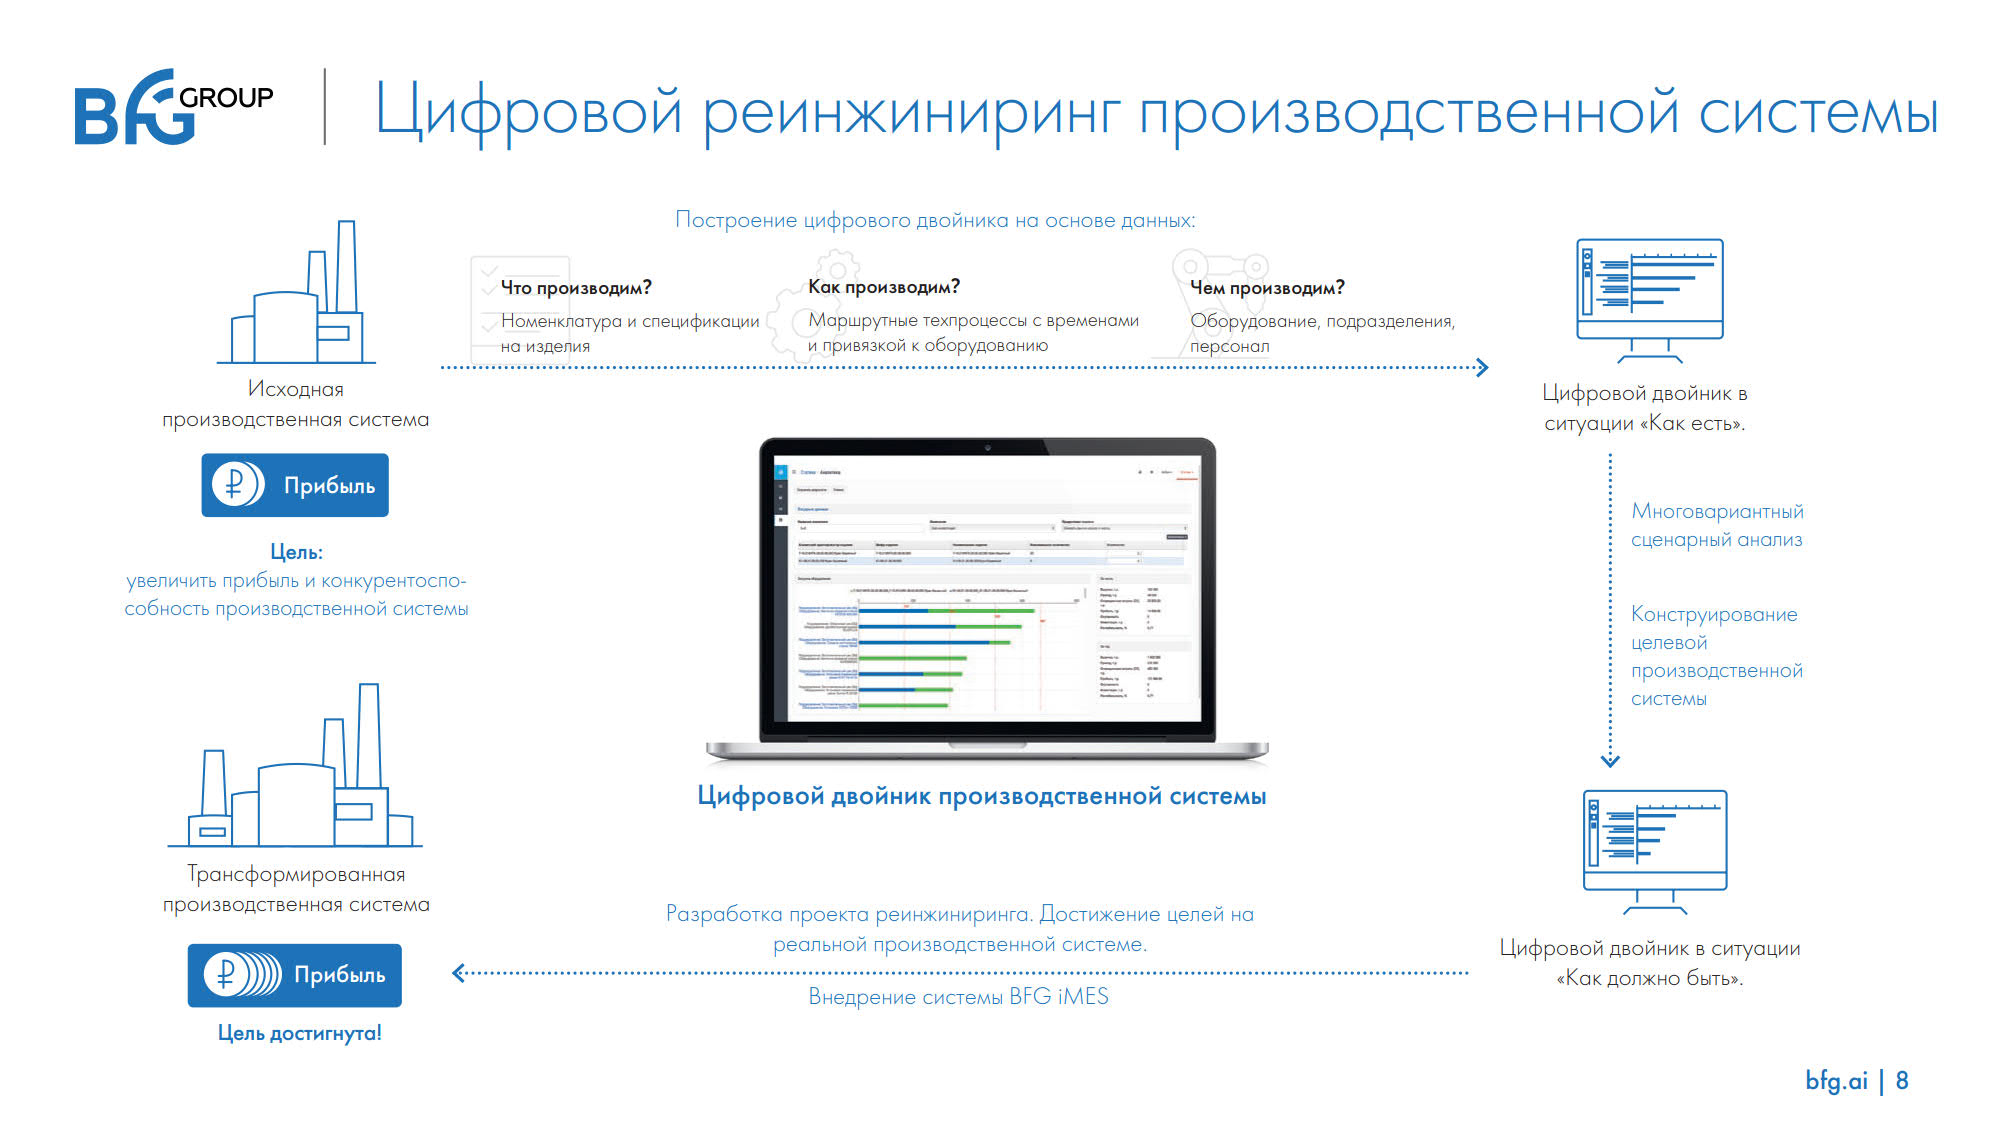 BFG GROUP
Цифровой реинжиниринг производственной системы
Построение цифрового двойника на основе данных:
Что производим?
Номенклатура и спецификации
на изделия
Как производим?
Маршрутные техпроцессы с временами
и привязкой к оборудованию
Чем производим?
Оборудование, подразделения,
персонал
Исходная
производственная система
Прибыль
Цель:
увеличить прибыль и конкурентоспо-
собность производственной системы
Цифровой двойник в
ситуации «Как есть».
Многовариантный
сценарный анализ
Конструирование
целевой
производственной
системы
Цифровой двойник производственной системы
Трансформированная
производственная система
Прибыль
Цель достигнута!
Разработка проекта реинжиниринга. Достижение целей на
реальной производственной системе.
Внедрение системы BFG iMES
Цифровой двойник в ситуации
«Как должно быть».
bfg.ai | 8